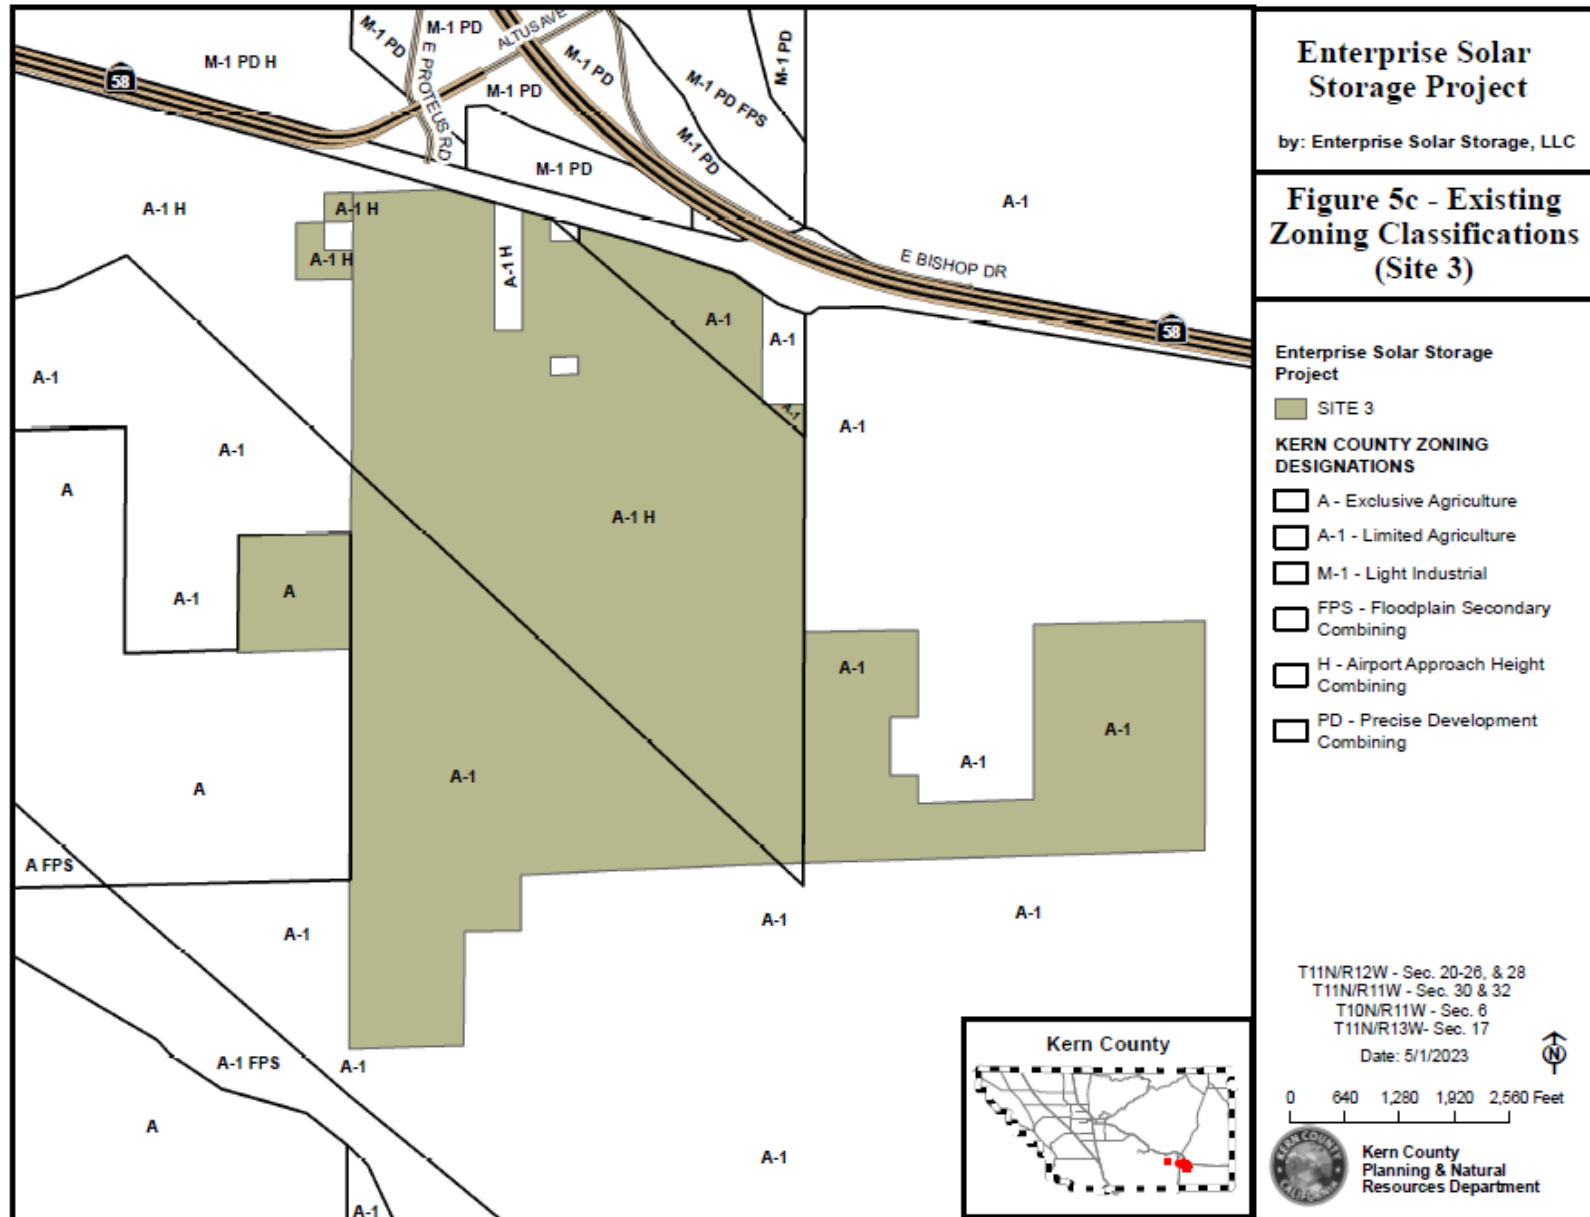 M-1 PD H
58
M-1 PD
M-1 PD
ALTUS AVE
E PROTEUS RD
M-1 PD
M-1 PD
M-1 PD FPS
M-1 PD
M-1 PD
M-1 PD
E BISHOP DR
58
A-1
A-1 H
A-1 H
A-1 H
A-1 H
A-1
A-1
A-1
A-1
A-1
A-1
A
A-1 H
A-1
A
A-1
A-1
A-1
A-1
A
A FPS
A-1
A-1
A-1
A-1 FPS
A-1
A
A-1
A-1
Kern County
Enterprise Solar
Storage Project
by: Enterprise Solar Storage, LLC
Figure 5c - Existing
Zoning Classifications
(Site 3)
Enterprise Solar Storage
Project
SITE 3
KERN COUNTY ZONING
DESIGNATIONS
A - Exclusive Agriculture
A-1 - Limited Agriculture
M-1 - Light Industrial
FPS - Floodplain Secondary
Combining
H - Airport Approach Height
Combining
PD - Precise Development
Combining
T11N/R12W - Sec. 20-26, & 28
T11N/R11W - Sec. 30 & 32
T10N/R11W - Sec. 6
T11N/R13W- Sec. 17
Date: 5/1/2023
N
0 640 1,280 1,920 2,560 Feet
KERN COUNTY
CALIFORNIA
Kern County
Planning & Natural
Resources Department